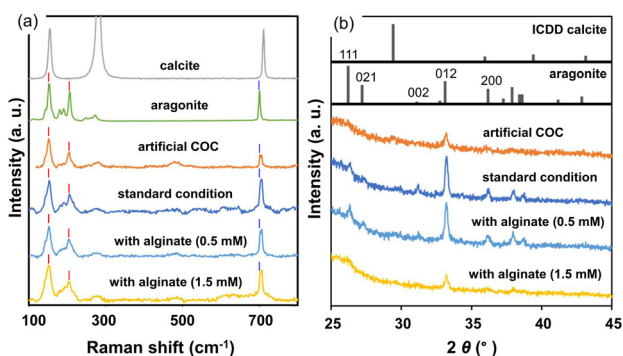 (a)
calcite
aragonite
artificial COC
standard condition
with alginate (0.5 mM)
with alginate (1.5 mM)
Intensity (a. u.)
100 300 500 700
Raman shift (cm-1)
(b)
ICDD calcite
111
aragonite
021
002
012
200
artificial COC
standard condition
with alginate (0.5 mM)
with alginate (1.5 mM)
Intensity (a. u.)
25 30 35 40 45
2 θ (°)